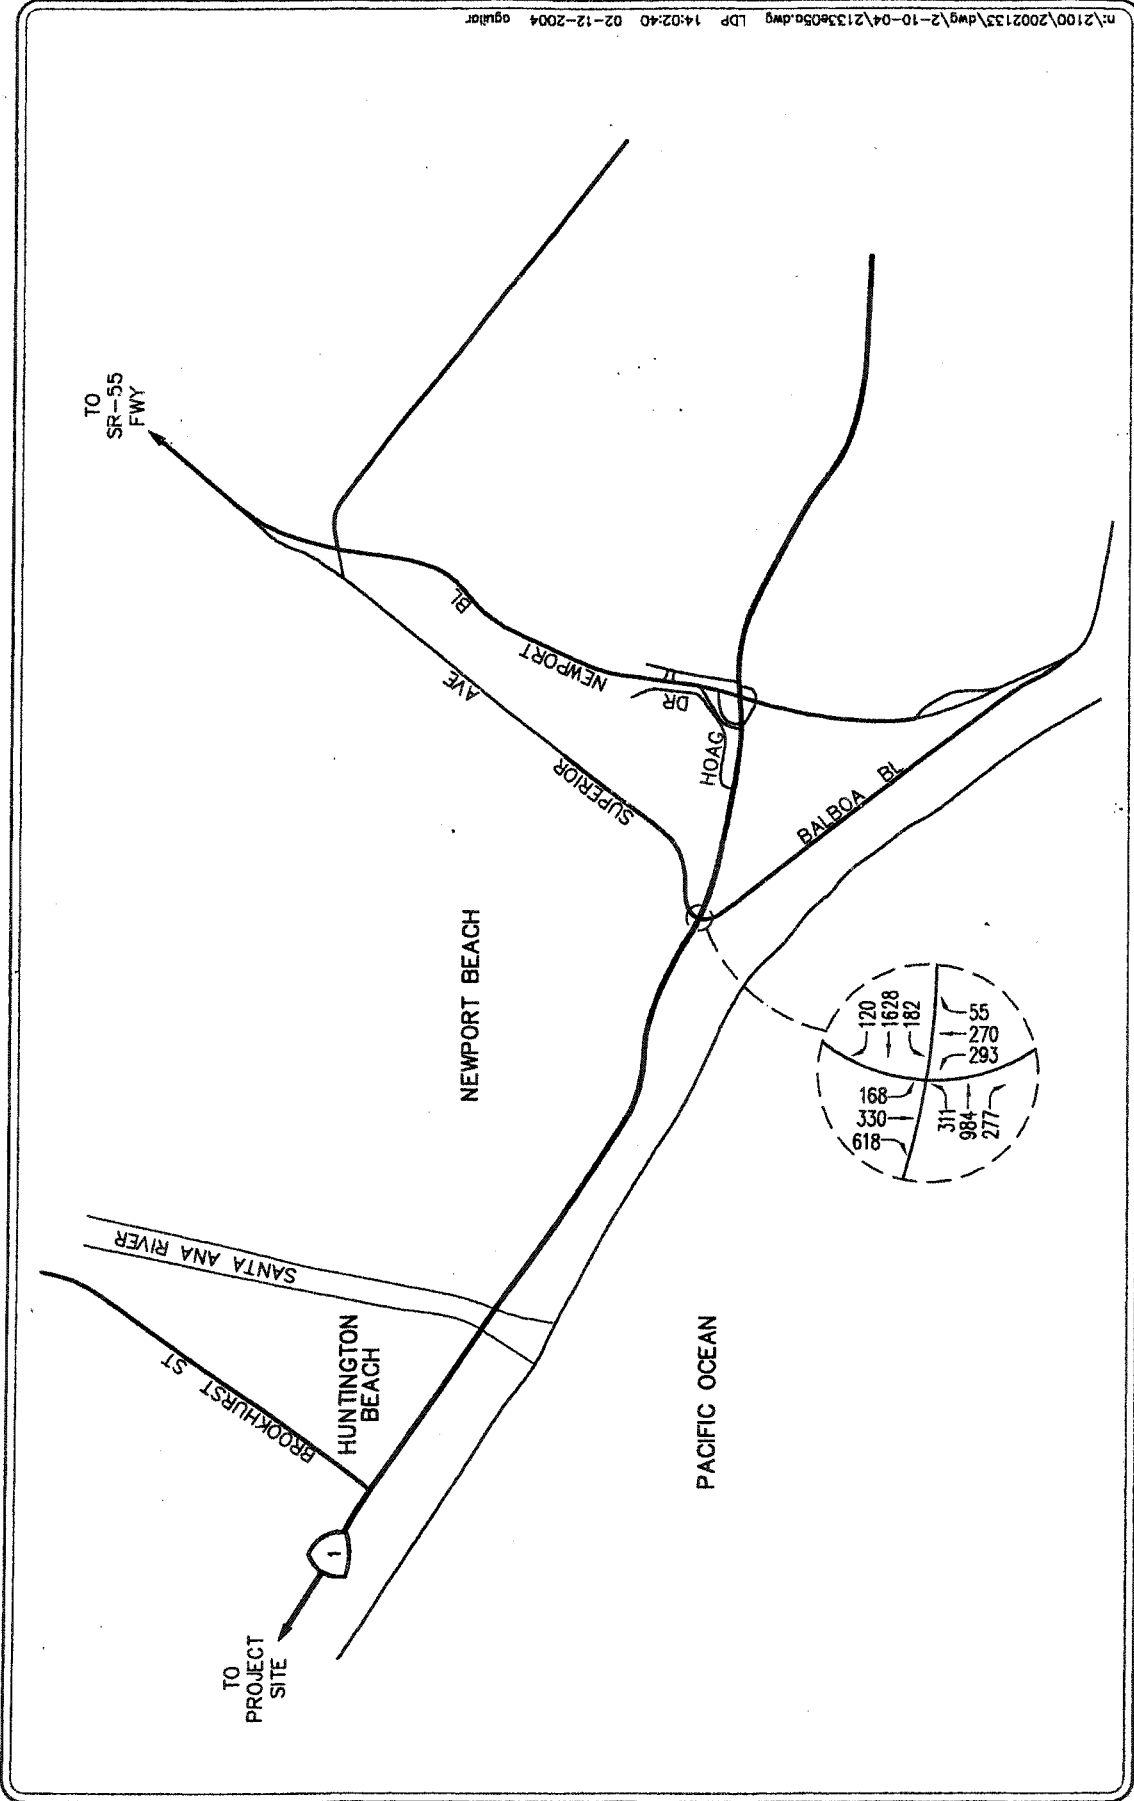 n:\2100\2002133\dwg\2-10-04\2133e05a.dwg LDP 14:02:40 02-12-2004 aguilar
TO
SR-55
FWY
SUPERIOR AVE
NEWPORT BL
HOAG DR
BALBOA BL
NEWPORT BEACH
SANTA ANA RIVER
BROOKHURST ST
HUNTINGTON
BEACH
1
TO
PROJECT
SITE
PACIFIC OCEAN
120
1628
182
55
270
293
168
330
618
311
984
277